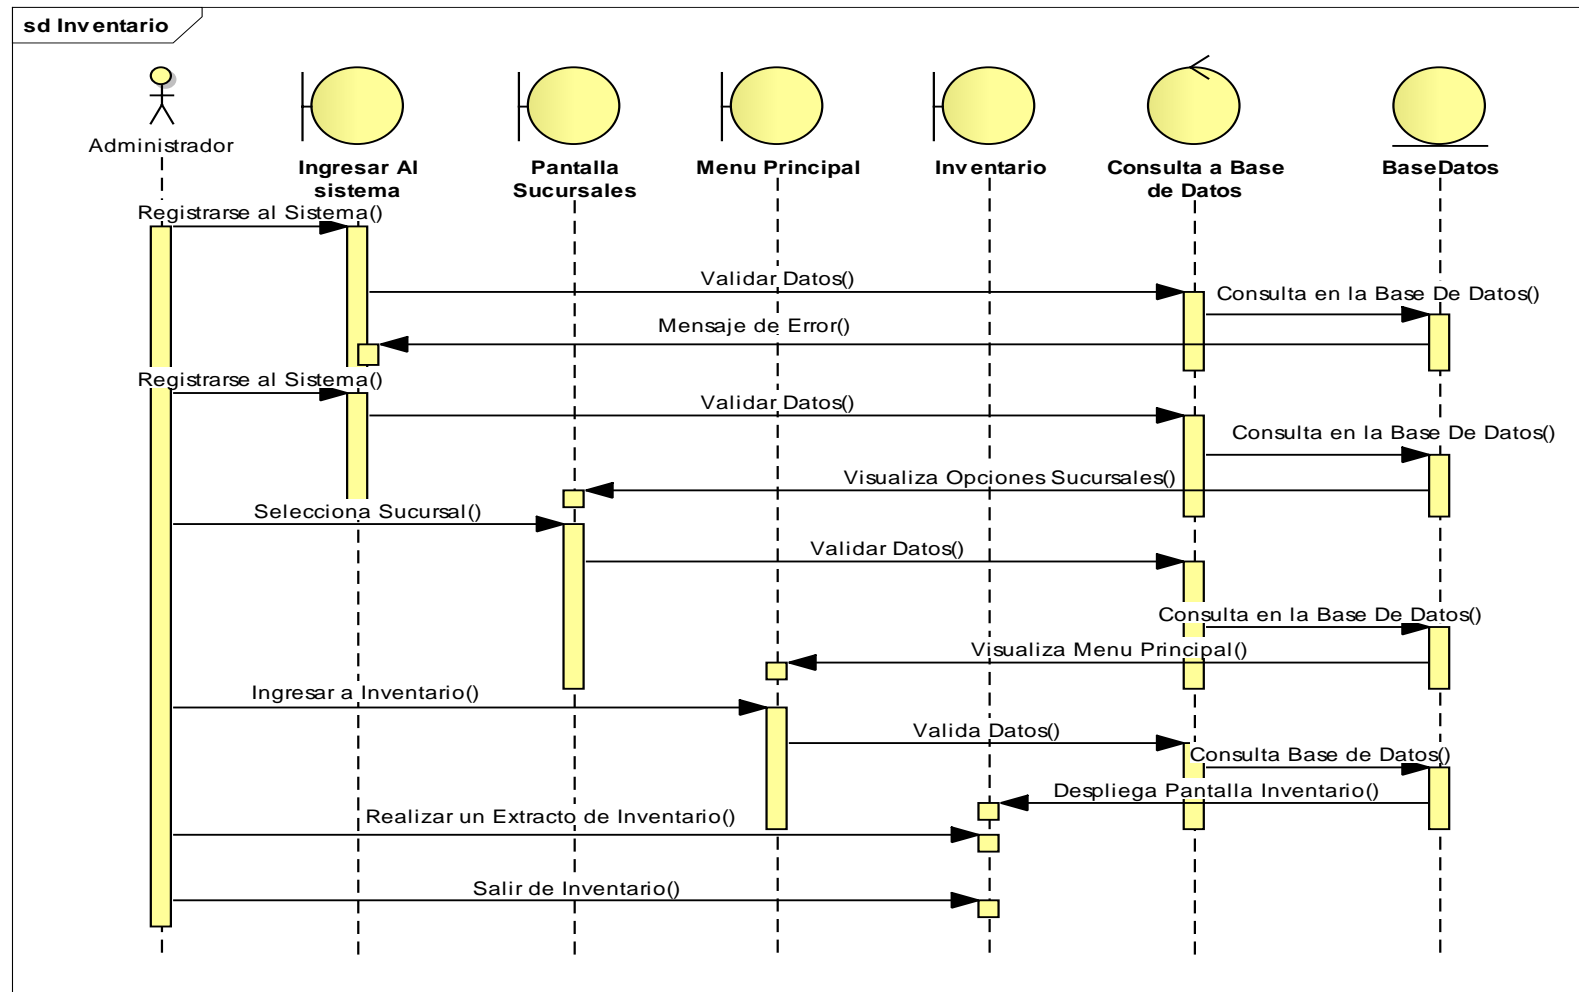 sd Inventario
Administrador
Ingresar Al
sistema
Pantalla
Sucursales
Menu Principal
Inventario
Consulta a Base
de Datos
BaseDatos
Registrarse al Sistema()
Validar Datos()
Consulta en la Base De Datos()
Mensaje de Error()
Registrarse al Sistema()
Validar Datos()
Consulta en la Base De Datos()
Visualiza Opciones Sucursales()
Selecciona Sucursal()
Validar Datos()
Consulta en la Base De Datos()
Visualiza Menu Principal()
Ingresar a Inventario()
Valida Datos()
Consulta Base de Datos()
Despliega Pantalla Inventario()
Realizar un Extracto de Inventario()
Salir de Inventario()